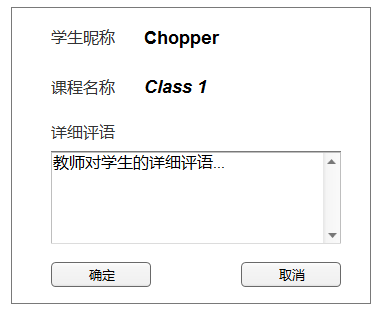 学生昵称 Chopper
课程名称 Class 1
详细评语
教师对学生的详细评语...
确定 取消